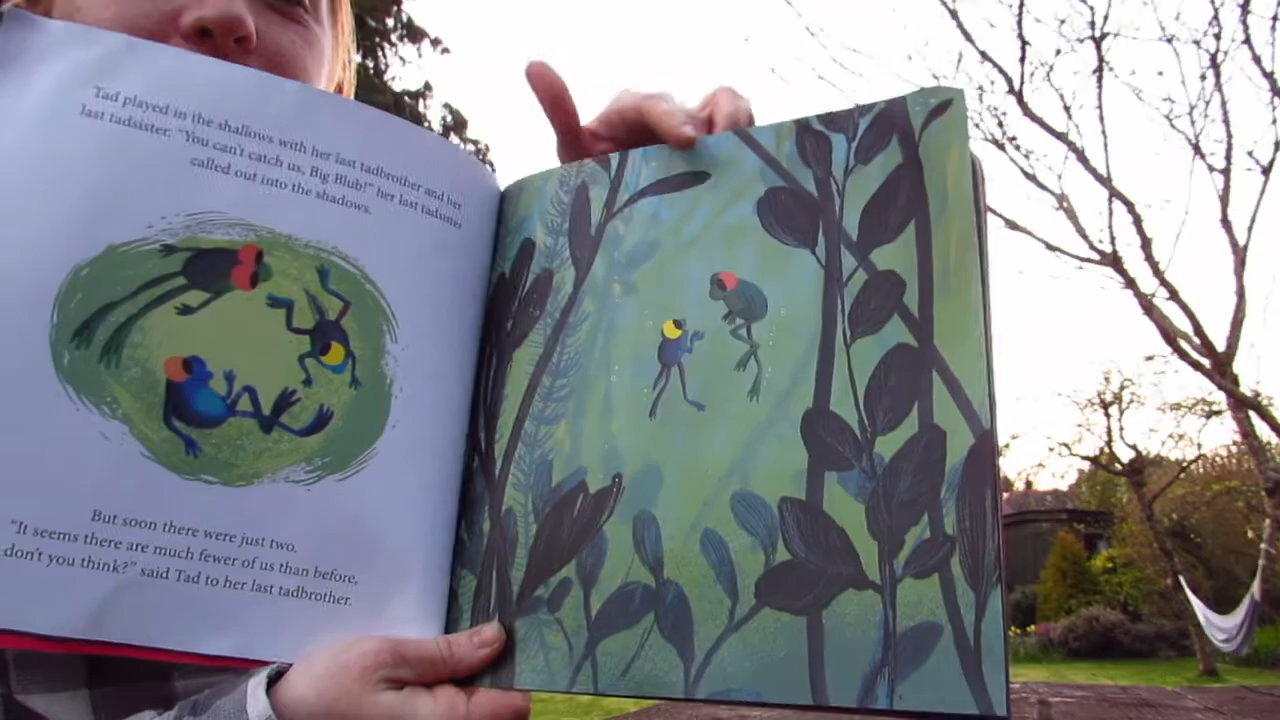 Tad played in the shallows with her last tadbrother and her
last tadsister. “You can’t catch us, Big Blub!” her last tadsister
called out into the shadows.
But soon there were just two.
“It seems there are much fewer of us than before,
don’t you think?” said Tad to her last tadbrother.